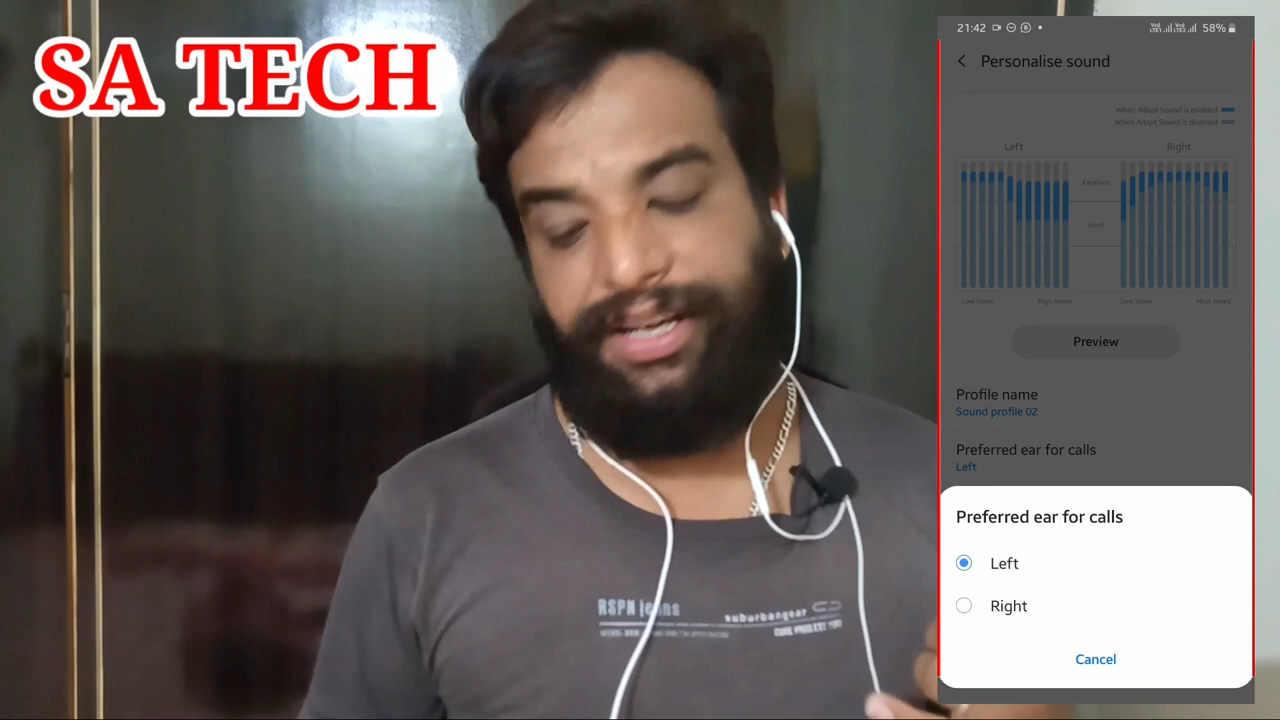 SA TECH
21:42
58%
Personalise sound
When Adapt Sound is enabled
When Adapt Sound is disabled
Left
Right
Excellent
Good
Low tones
High tones
Low tones
High tones
Preview
Profile name
Sound profile 02
Preferred ear for calls
Left
Preferred ear for calls
Left
Right
Cancel
RSPN jeans
suburbangear